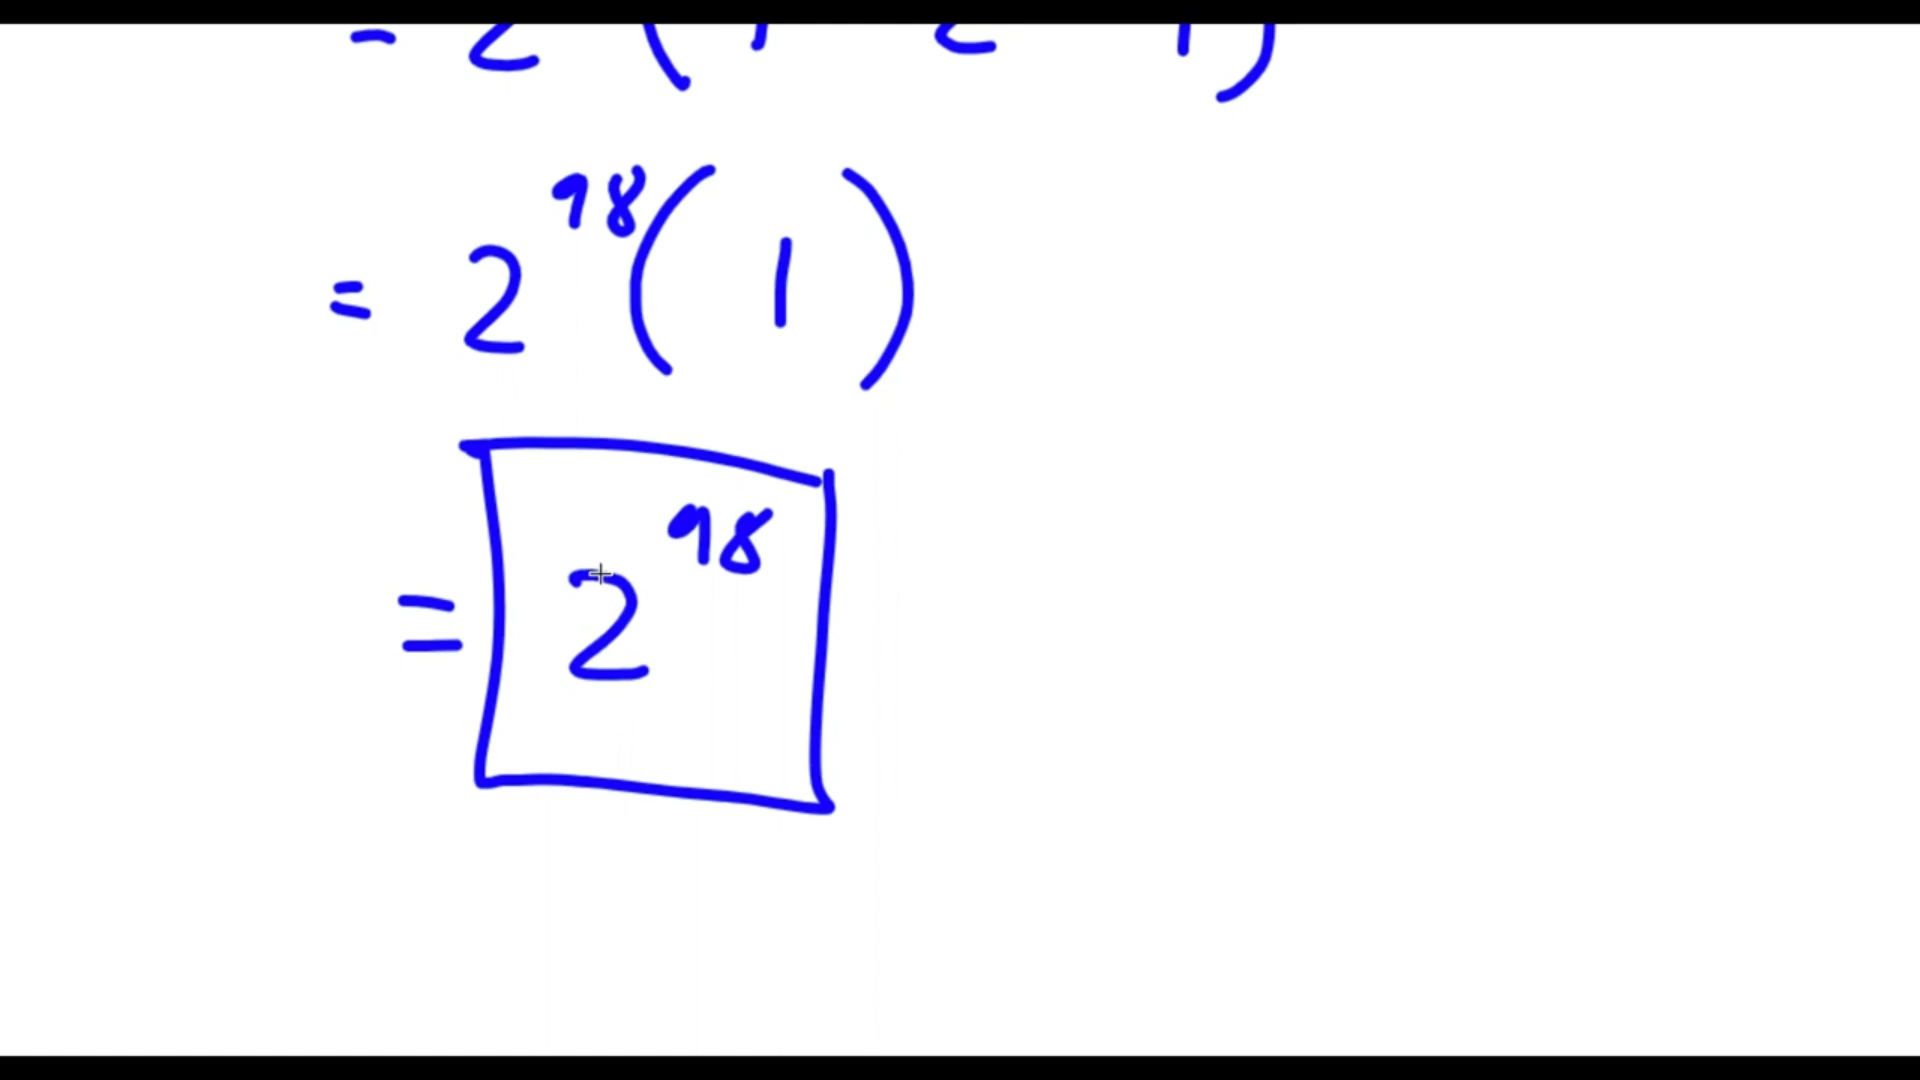 = 2^98 ( 1 )
= 2^98